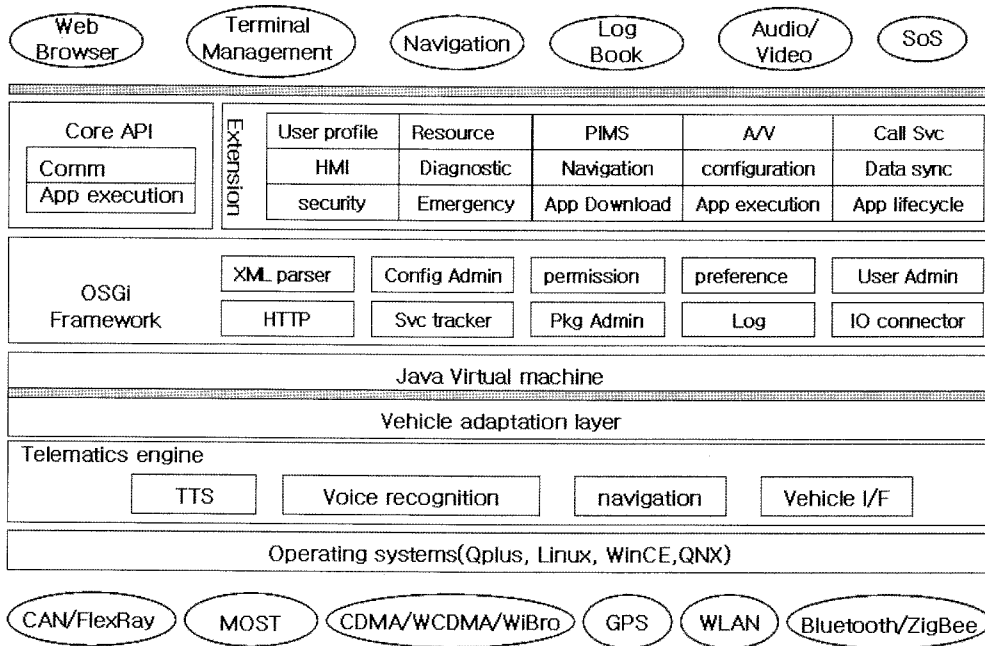 Web Browser
Terminal Management
Navigation
Log Book
Audio/ Video
SoS
Core API
Comm
App execution
Extension
User profile
Resource
PIMS
A/V
Call Svc
HMI
Diagnostic
Navigation
configuration
Data sync
security
Emergency
App Download
App execution
App lifecycle
OSGi
Framework
XML parser
Config Admin
permission
preference
User Admin
HTTP
Svc tracker
Pkg Admin
Log
IO connector
Java Virtual machine
Vehicle adaptation layer
Telematics engine
TTS
Voice recognition
navigation
Vehicle I/F
Operating systems(Qplus, Linux, WinCE,QNX)
CAN/FlexRay
MOST
CDMA/WCDMA/WiBro
GPS
WLAN
Bluetooth/ZigBee